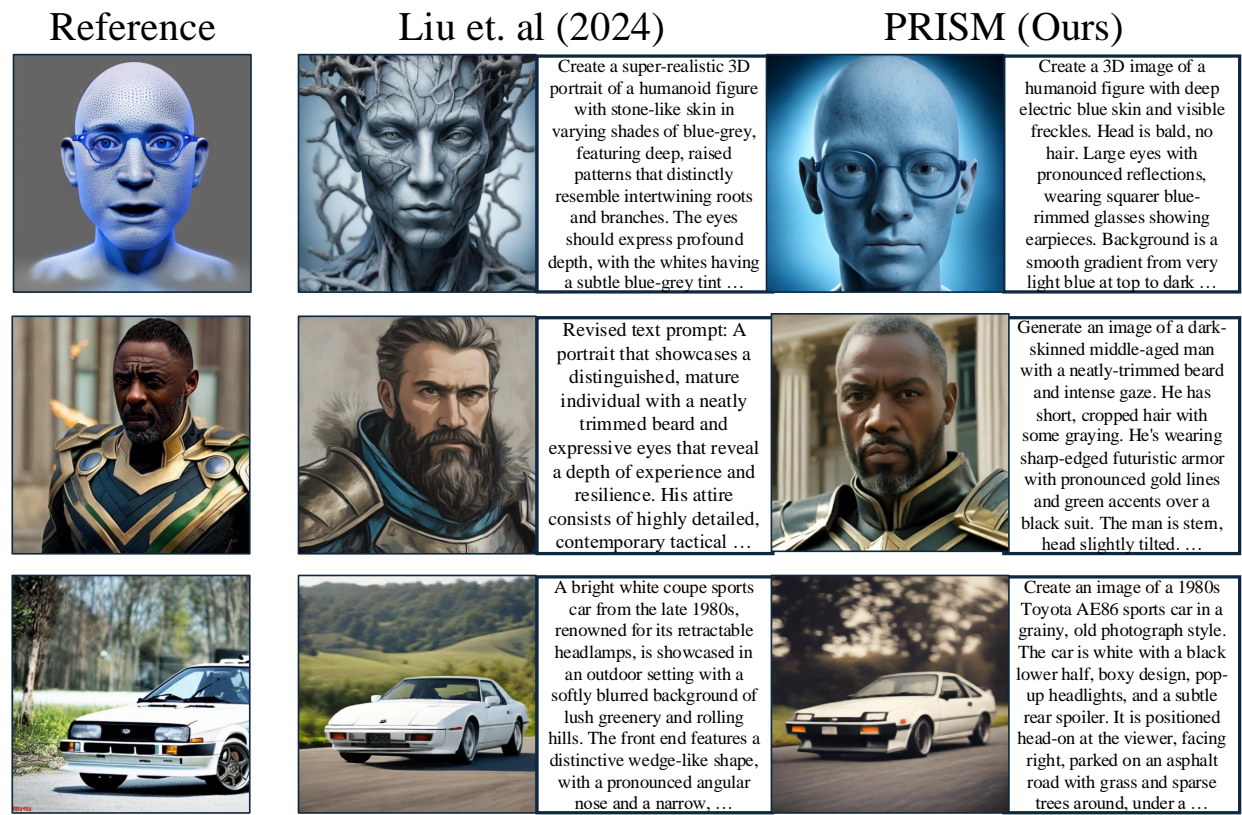 Reference
Liu et. al (2024)
PRISM (Ours)
Create a super-realistic 3D
portrait of a humanoid figure
with stone-like skin in
varying shades of blue-grey,
featuring deep, raised
patterns that distinctly
resemble intertwining roots
and branches. The eyes
should express profound
depth, with the whites having
a subtle blue-grey tint …
Create a 3D image of a
humanoid figure with deep
electric blue skin and visible
freckles. Head is bald, no
hair. Large eyes with
pronounced reflections,
wearing squarer blue-
rimmed glasses showing
earpieces. Background is a
smooth gradient from very
light blue at top to dark …
Revised text prompt: A
portrait that showcases a
distinguished, mature
individual with a neatly
trimmed beard and
expressive eyes that reveal
a depth of experience and
resilience. His attire
consists of highly detailed,
contemporary tactical …
Generate an image of a dark-
skinned middle-aged man
with a neatly-trimmed beard
and intense gaze. He has
short, cropped hair with
some graying. He's wearing
sharp-edged futuristic armor
with pronounced gold lines
and green accents over a
black suit. The man is stern,
head slightly tilted. …
A bright white coupe sports
car from the late 1980s,
renowned for its retractable
headlamps, is showcased in
an outdoor setting with a
softly blurred background of
lush greenery and rolling
hills. The front end features a
distinctive wedge-like shape,
with a pronounced angular
nose and a narrow, …
Create an image of a 1980s
Toyota AE86 sports car in a
grainy, old photograph style.
The car is white with a black
lower half, boxy design, pop-
up headlights, and a subtle
rear spoiler. It is positioned
head-on at the viewer, facing
right, parked on an asphalt
road with grass and sparse
trees around, under a …